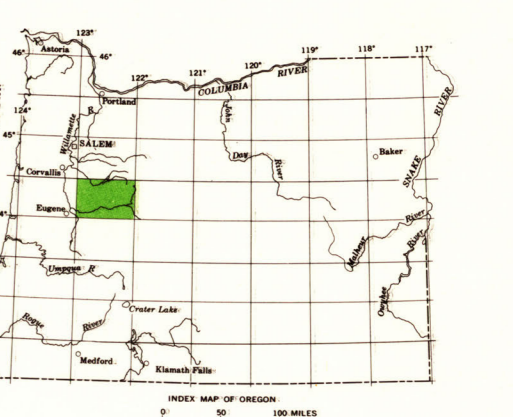 123°
46°
Astoria
46°
119°
118°
117°
120°
121°
122°
COLUMBIA
RIVER
Portland
124°
R
John
RIVER
Willamette
45°
SALEM
Baker
Day
River
Corvallis
SNAKE
Eugene
4°
River
Malheur
River
Umpqua R
Owyhee
Crater Lake
Rogue
River
Medford
Klamath Falls
INDEX MAP OF OREGON
0 50 100 MILES